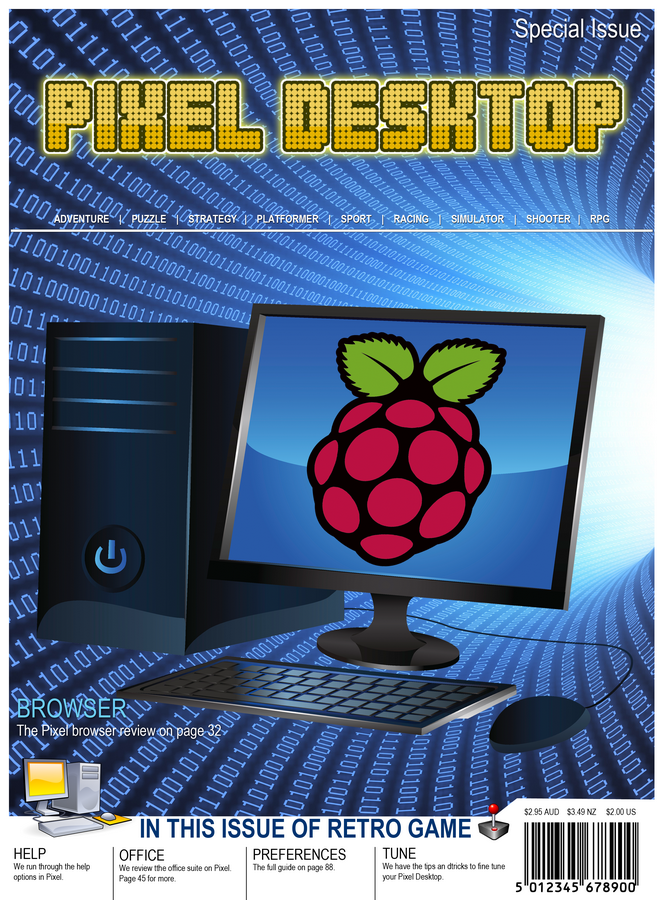 Special Issue
PIXEL DESKTOP
ADVENTURE | PUZZLE | STRATEGY | PLATFORMER | SPORT | RACING | SIMULATOR | SHOOTER | RPG
BROWSER
The Pixel browser review on page 32
IN THIS ISSUE OF RETRO GAME
$2.95 AUD $3.49 NZ $2.00 US
HELP
We run through the help
options in Pixel.
OFFICE
We review tthe office suite on Pixel.
Page 45 for more.
PREFERENCES
The full guide on page 88.
TUNE
We have the tips an dtricks to fine tune
your Pixel Desktop.
5 012345 678900